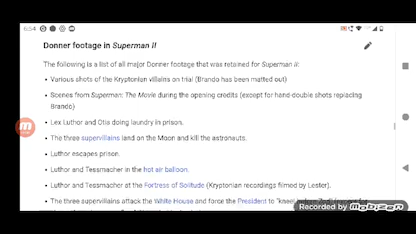 6:54
Donner footage in Superman II
The following is a list of all major Donner footage that was retained for Superman II:
• Various shots of the Kryptonian villains on trial (Brando has been matted out)
• Scenes from Superman: The Movie during the opening credits (except for hand-double shots replacing
Brando)
• Lex Luthor and Otis doing laundry in prison.
• The three supervillains land on the Moon and kill the astronauts.
• Luthor escapes prison.
• Luthor and Tessmacher in the hot air balloon.
• Luthor and Tessmacher at the Fortress of Solitude (Kryptonian recordings filmed by Lester).
• The three supervillains attack the White House and force the President to "kneel before Zod
Recorded by Mobizen